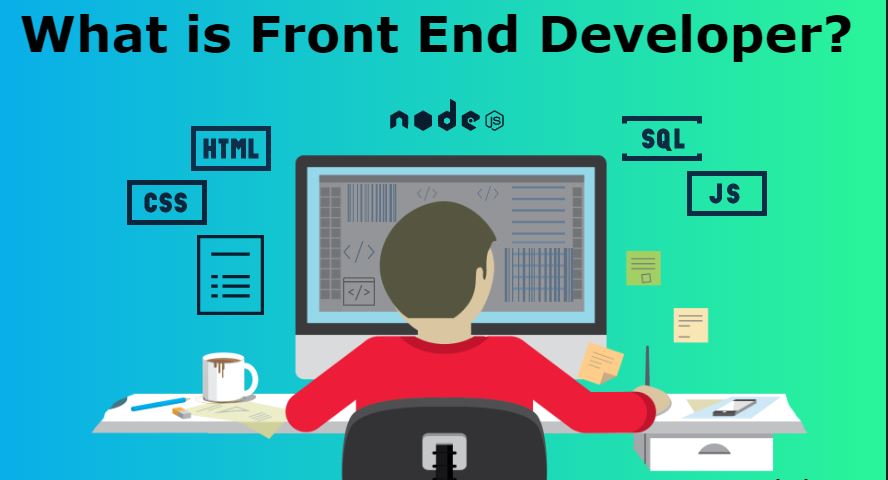 What is Front End Developer?
node JS
HTML
SQL
CSS
JS